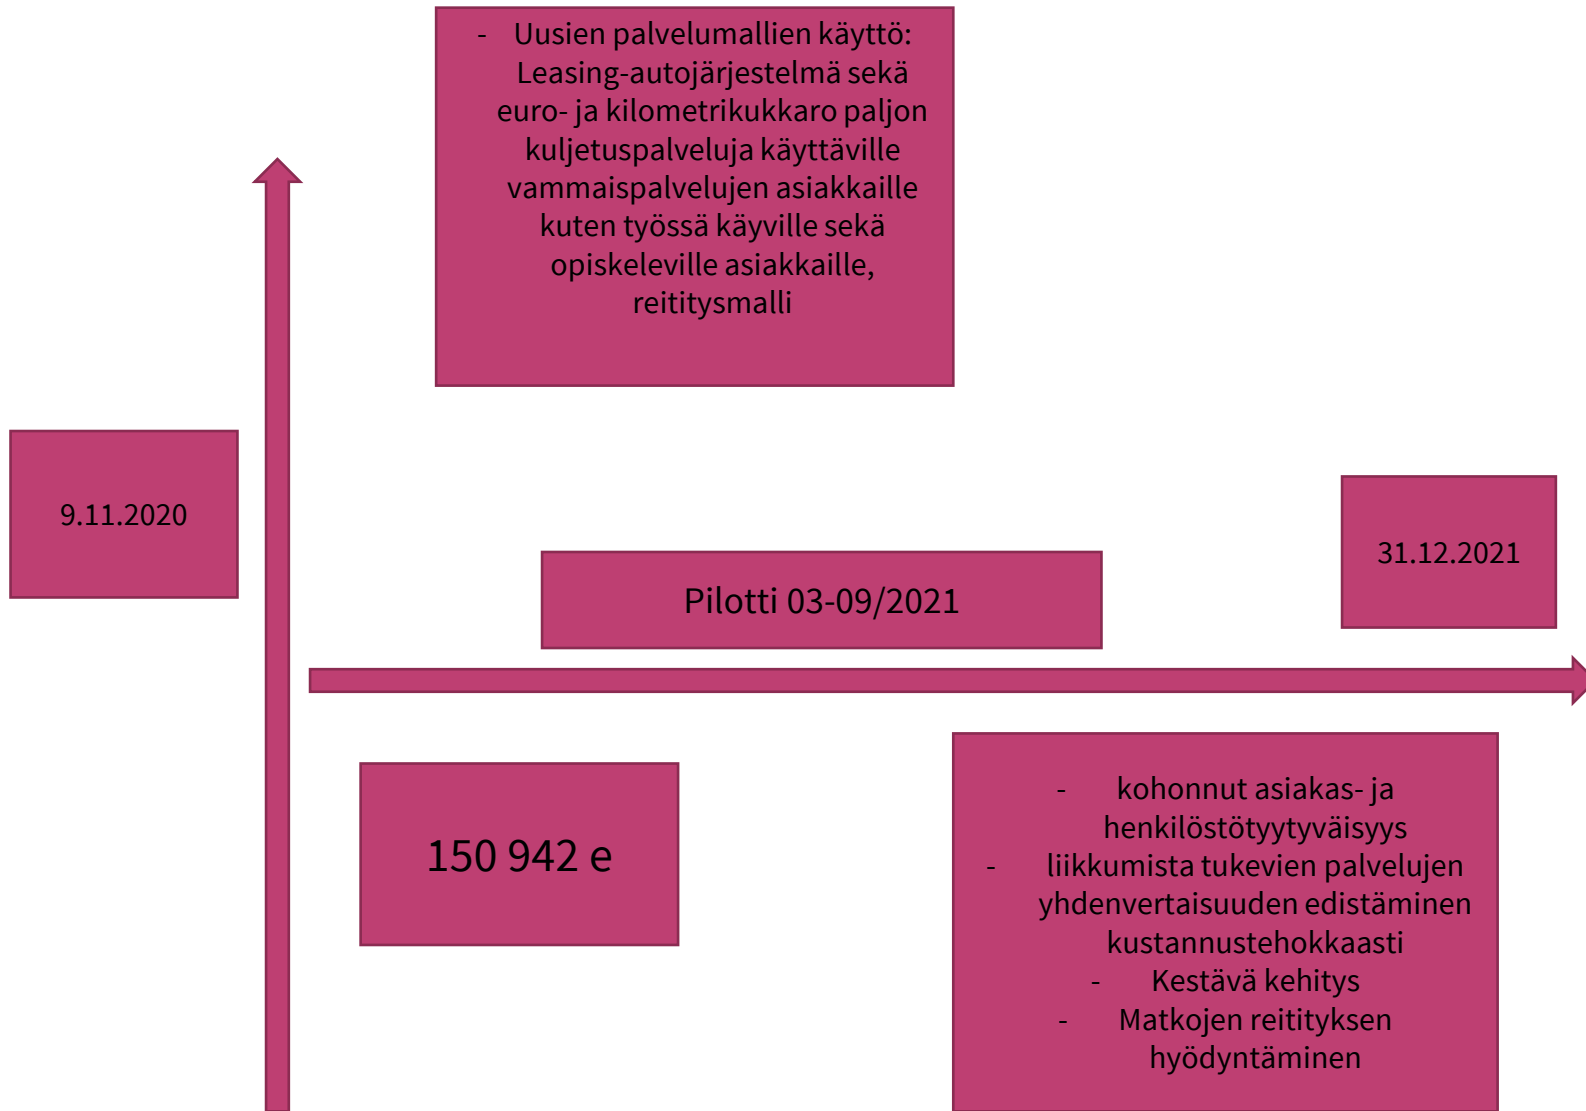 - Uusien palvelumallien käyttö:
Leasing-autojärjestelmä sekä
euro- ja kilometrikukkaro paljon
kuljetuspalveluja käyttäville
vammaispalvelujen asiakkaille
kuten työssä käyville sekä
opiskeleville asiakkaille,
reititysmalli
9.11.2020
31.12.2021
Pilotti 03-09/2021
150 942 e
- kohonnut asiakas- ja
henkilöstötyytyväisyys
- liikkumista tukevien palvelujen
yhdenvertaisuuden edistäminen
kustannustehokkaasti
- Kestävä kehitys
- Matkojen reitityksen
hyödyntäminen